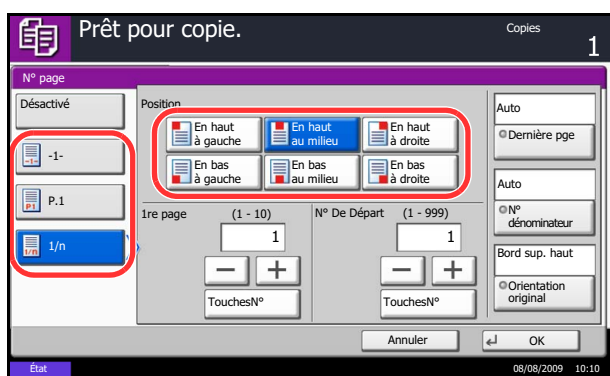 Prêt pour copie.
Copies
1
N° page
Désactivé
-1-
-1-
P1
P.1
1/n
1/n
Position
En haut
à gauche
En haut
au milieu
En haut
à droite
En bas
à gauche
En bas
au milieu
En bas
à droite
1re page (1 - 10)
1
TouchesN°
N° De Départ (1 - 999)
1
TouchesN°
Auto
Dernière pge
Auto
N°
dénominateur
Bord sup. haut
Orientation
original
Annuler
OK
État
08/08/2009 10:10